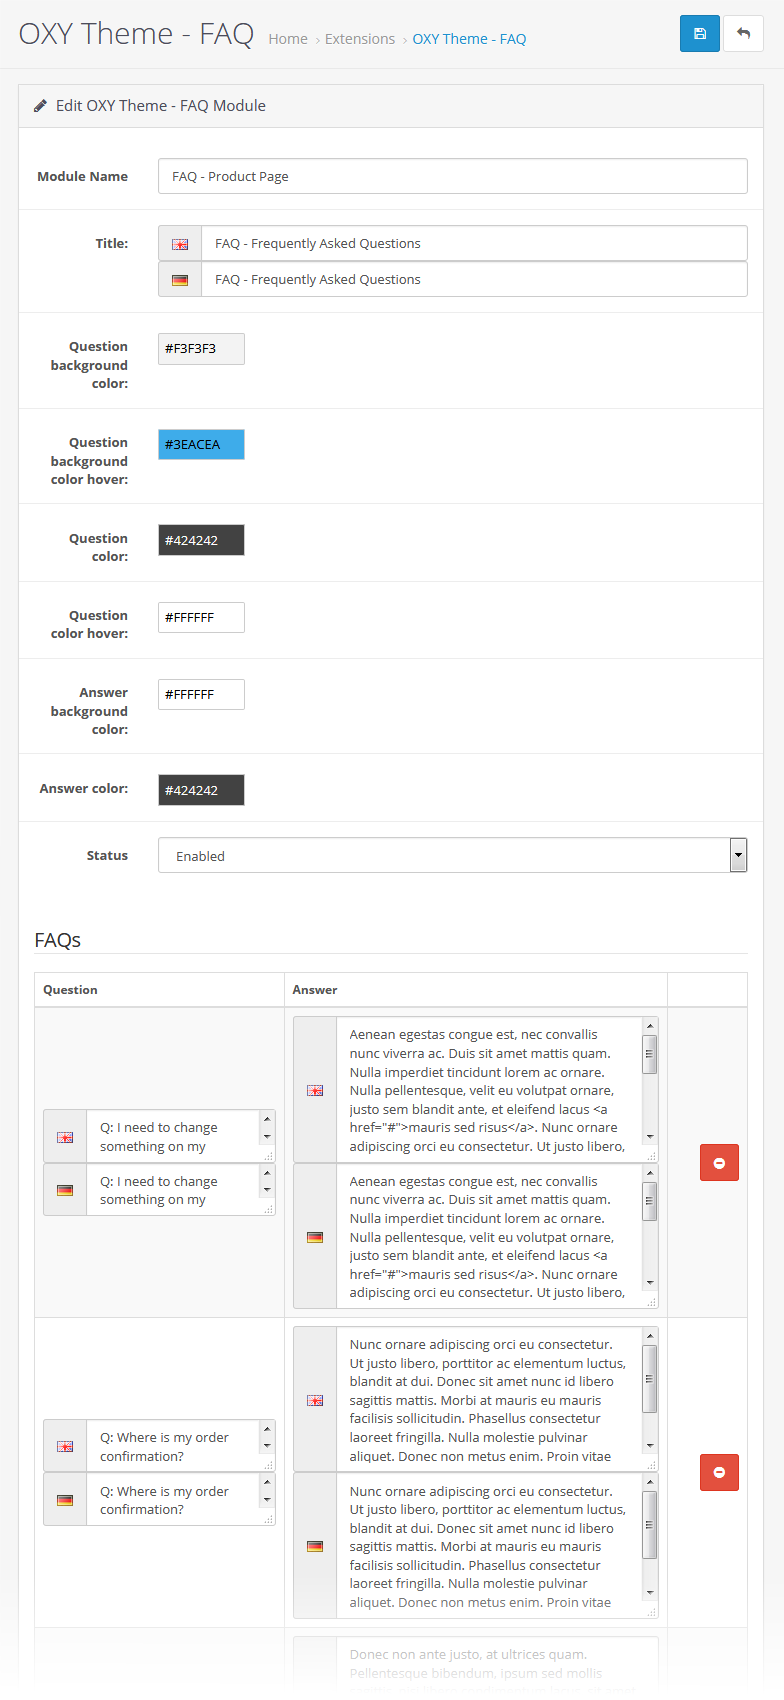 OXY Theme - FAQ Home › Extensions › OXY Theme - FAQ
Edit OXY Theme - FAQ Module
Module Name
FAQ - Product Page
Title:
FAQ - Frequently Asked Questions
FAQ - Frequently Asked Questions
Question
background
color:
#F3F3F3
Question
background
color hover:
#3EACEA
Question
color:
#424242
Question
color hover:
#FFFFFF
Answer
background
color:
#FFFFFF
Answer color:
#424242
Status
Enabled
FAQs
Question
Answer
Q: I need to change
something on my
Q: I need to change
something on my
Aenean egestas congue est, nec convallis
nunc viverra ac. Duis sit amet mattis quam.
Nulla imperdiet tincidunt lorem ac ornare.
Nulla pellentesque, velit eu volutpat ornare,
justo sem blandit ante, et eleifend lacus <a
href="#">mauris sed risus</a>. Nunc ornare
adipiscing orci eu consectetur. Ut justo libero,
Aenean egestas congue est, nec convallis
nunc viverra ac. Duis sit amet mattis quam.
Nulla imperdiet tincidunt lorem ac ornare.
Nulla pellentesque, velit eu volutpat ornare,
justo sem blandit ante, et eleifend lacus <a
href="#">mauris sed risus</a>. Nunc ornare
adipiscing orci eu consectetur. Ut justo libero,
Q: Where is my order
confirmation?
Q: Where is my order
confirmation?
Nunc ornare adipiscing orci eu consectetur.
Ut justo libero, porttitor ac elementum luctus,
blandit at dui. Donec sit amet nunc id libero
sagittis mattis. Morbi at mauris eu mauris
facilisis sollicitudin. Phasellus consectetur
laoreet fringilla. Nulla molestie pulvinar
aliquet. Donec non metus enim. Proin vitae
Nunc ornare adipiscing orci eu consectetur.
Ut justo libero, porttitor ac elementum luctus,
blandit at dui. Donec sit amet nunc id libero
sagittis mattis. Morbi at mauris eu mauris
facilisis sollicitudin. Phasellus consectetur
laoreet fringilla. Nulla molestie pulvinar
aliquet. Donec non metus enim. Proin vitae
Donec non ante justo, at ultrices quam.
Pellentesque bibendum, ipsum sed mollis